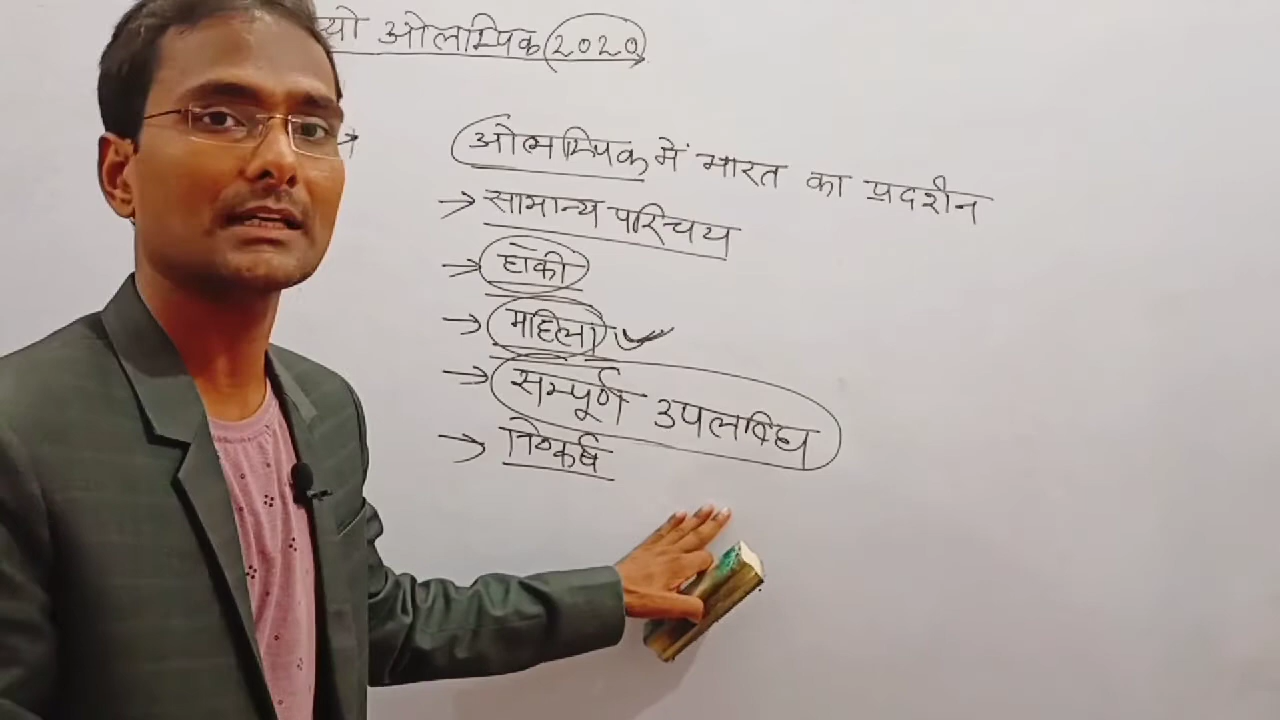 यो ओलम्पिक (2020)
ओलम्पिक में भारत का प्रदर्शन
→ सामान्य परिचय
→ हॉकी
→ महिला
→ सम्पूर्ण उपलब्धि
→ निष्कर्ष